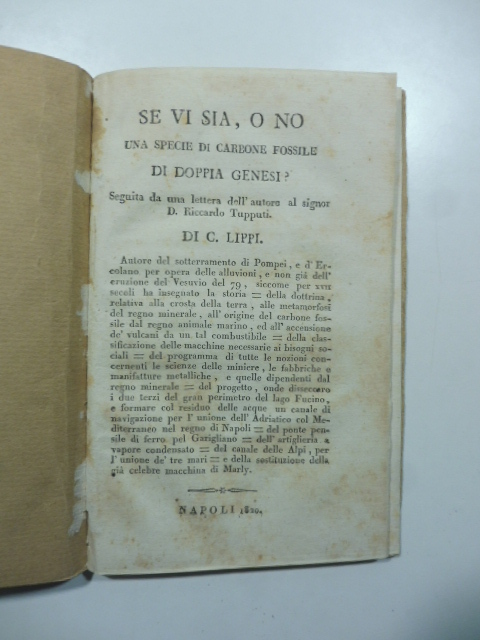 SE VI SIA, O NO
UNA SPECIE DI CARBONE FOSSILE
DI DOPPIA GENESI?
Seguita da una lettera dell' autore al signor
D. Riccardo Tupputi.
DI C. LIPPI.
Autore del sotterramento di Pompei, e d' Er-
colano per opera delle alluvioni, e non già dell'
eruzione del Vesuvio del 79, siccome per XVII
secoli ha insegnato la storia = della dottrina
relativa alla crosta della terra, alle metamorfosi
del regno minerale, all' origine del carbone fos-
sile dal regno animale marino, ed all' accensione
de' vulcani da un tal combustibile = della clas-
sificazione delle macchine necessarie ai bisogni so-
ciali = del programma di tutte le nozioni con-
cernenti le scienze delle miniere, le fabbriche o
manifatture metalliche, e quelle dipendenti dal
regno minerale = del progetto, onde disseccare
i due terzi del gran perimetro del lago Fucino,
e formare col residuo delle acque un canale di
navigazione per l' unione dell' Adriatico col Me-
diterraneo nel regno di Napoli = del ponte pen-
sile di ferro pel Garigliano = dell' artiglieria a
vapore condensato = del canale delle Alpi, per
l' unione de' tre mari = e della sostituzione della
già celebre macchina di Marly.
NAPOLI 1820.